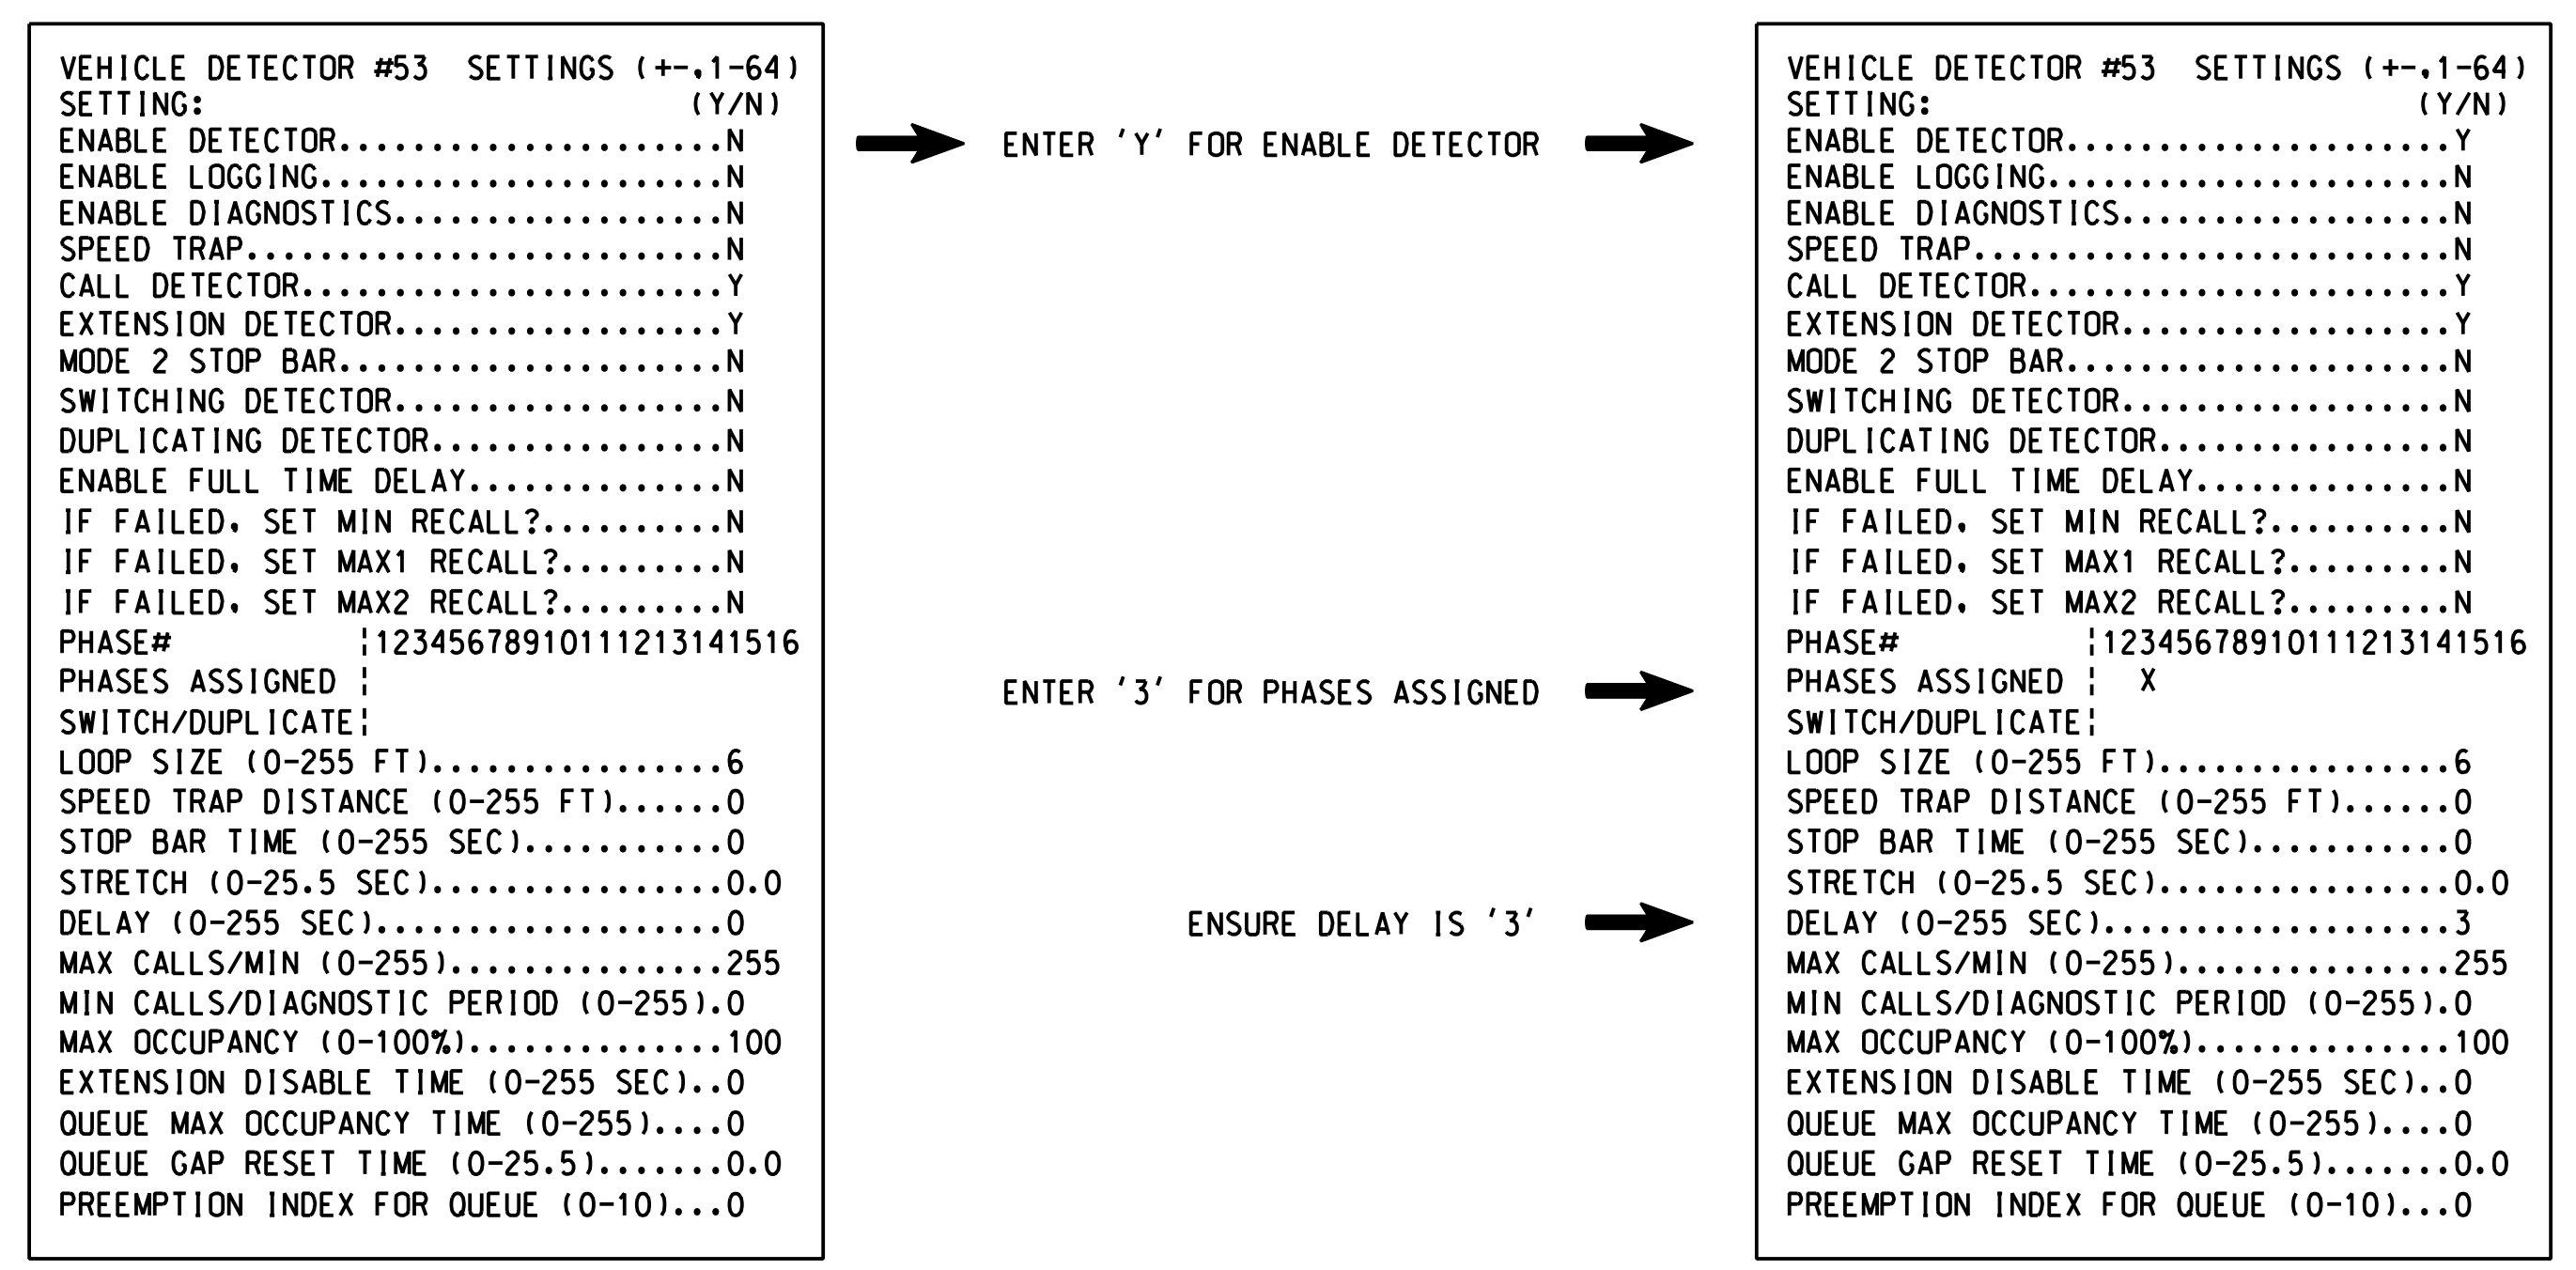 VEHICLE DETECTOR #53  SETTINGS (+-,1-64)
SETTING:                          (Y/N)
ENABLE DETECTOR......................N
ENABLE LOGGING......................N
ENABLE DIAGNOSTICS..................N
SPEED TRAP..........................N
CALL DETECTOR.......................Y
EXTENSION DETECTOR..................Y
MODE 2 STOP BAR.....................N
SWITCHING DETECTOR..................N
DUPLICATING DETECTOR................N
ENABLE FULL TIME DELAY..............N
IF FAILED, SET MIN RECALL?..........N
IF FAILED, SET MAX1 RECALL?.........N
IF FAILED, SET MAX2 RECALL?.........N
PHASE#          ¦12345678910111213141516
PHASES ASSIGNED ¦
SWITCH/DUPLICATE¦
LOOP SIZE (0-255 FT)................6
SPEED TRAP DISTANCE (0-255 FT)......0
STOP BAR TIME (0-255 SEC)...........0
STRETCH (0-25.5 SEC)................0.0
DELAY (0-255 SEC)...................0
MAX CALLS/MIN (0-255)...............255
MIN CALLS/DIAGNOSTIC PERIOD (0-255).0
MAX OCCUPANCY (0-100%)..............100
EXTENSION DISABLE TIME (0-255 SEC)..0
QUEUE MAX OCCUPANCY TIME (0-255)....0
QUEUE GAP RESET TIME (0-25.5).......0.0
PREEMPTION INDEX FOR QUEUE (0-10)...0
ENTER 'Y' FOR ENABLE DETECTOR
ENTER '3' FOR PHASES ASSIGNED
ENSURE DELAY IS '3'
VEHICLE DETECTOR #53  SETTINGS (+-,1-64)
SETTING:                          (Y/N)
ENABLE DETECTOR.....................Y
ENABLE LOGGING......................N
ENABLE DIAGNOSTICS..................N
SPEED TRAP..........................N
CALL DETECTOR.......................Y
EXTENSION DETECTOR..................Y
MODE 2 STOP BAR.....................N
SWITCHING DETECTOR..................N
DUPLICATING DETECTOR................N
ENABLE FULL TIME DELAY..............N
IF FAILED, SET MIN RECALL?..........N
IF FAILED, SET MAX1 RECALL?.........N
IF FAILED, SET MAX2 RECALL?.........N
PHASE#          ¦12345678910111213141516
PHASES ASSIGNED ¦  X
SWITCH/DUPLICATE¦
LOOP SIZE (0-255 FT)................6
SPEED TRAP DISTANCE (0-255 FT)......0
STOP BAR TIME (0-255 SEC)...........0
STRETCH (0-25.5 SEC)................0.0
DELAY (0-255 SEC)...................3
MAX CALLS/MIN (0-255)...............255
MIN CALLS/DIAGNOSTIC PERIOD (0-255).0
MAX OCCUPANCY (0-100%)..............100
EXTENSION DISABLE TIME (0-255 SEC)..0
QUEUE MAX OCCUPANCY TIME (0-255)....0
QUEUE GAP RESET TIME (0-25.5).......0.0
PREEMPTION INDEX FOR QUEUE (0-10)...0